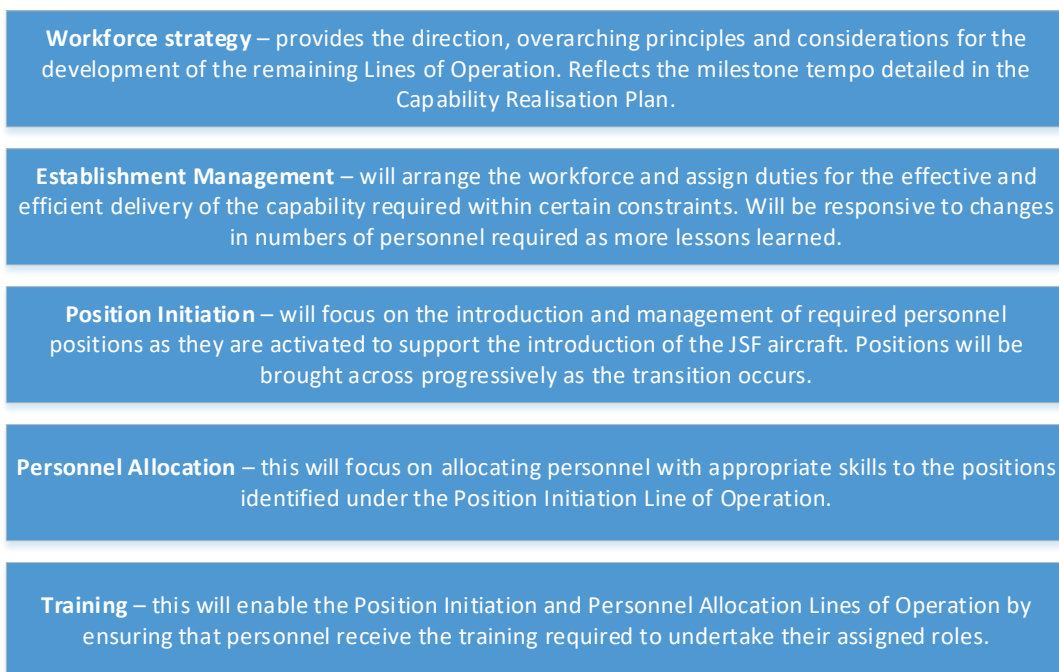 Workforce strategy – provides the direction, overarching principles and considerations for the
development of the remaining Lines of Operation. Reflects the milestone tempo detailed in the
Capability Realisation Plan.
Establishment Management – will arrange the workforce and assign duties for the effective and
efficient delivery of the capability required within certain constraints. Will be responsive to changes
in numbers of personnel required as more lessons learned.
Position Initiation – will focus on the introduction and management of required personnel
positions as they are activated to support the introduction of the JSF aircraft. Positions will be
brought across progressively as the transition occurs.
Personnel Allocation – this will focus on allocating personnel with appropriate skills to the positions
identified under the Position Initiation Line of Operation.
Training – this will enable the Position Initiation and Personnel Allocation Lines of Operation by
ensuring that personnel receive the training required to undertake their assigned roles.